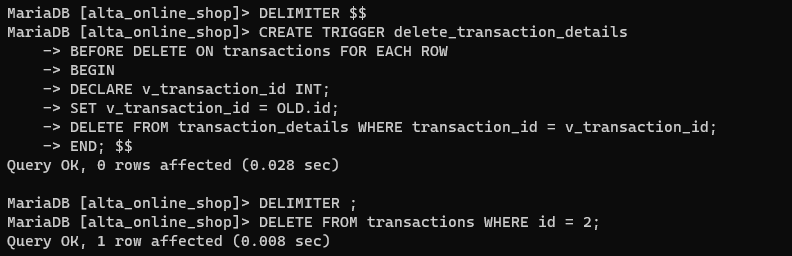 MariaDB [alta_online_shop]> DELIMITER $$
MariaDB [alta_online_shop]> CREATE TRIGGER delete_transaction_details
    -> BEFORE DELETE ON transactions FOR EACH ROW
    -> BEGIN
    -> DECLARE v_transaction_id INT;
    -> SET v_transaction_id = OLD.id;
    -> DELETE FROM transaction_details WHERE transaction_id = v_transaction_id;
    -> END; $$
Query OK, 0 rows affected (0.028 sec)

MariaDB [alta_online_shop]> DELIMITER ;
MariaDB [alta_online_shop]> DELETE FROM transactions WHERE id = 2;
Query OK, 1 row affected (0.008 sec)